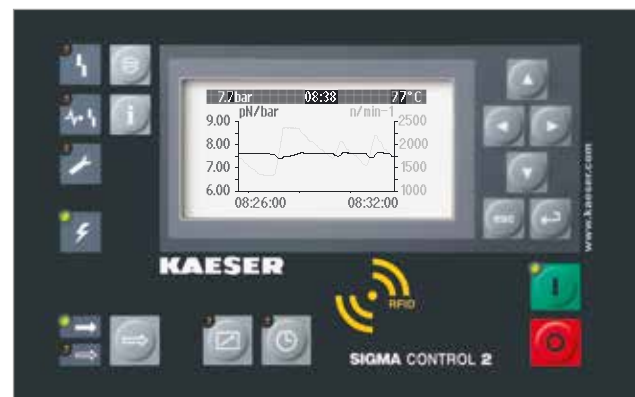 7.7bar 08:38 77°C
pN/bar n/min-1
9.00 2500
8.00 2000
7.00 1500
6.00 1000
08:26:00 08:32:00
i
esc
www.kaeser.com
KAESER
RFID
I
O
SIGMA CONTROL 2